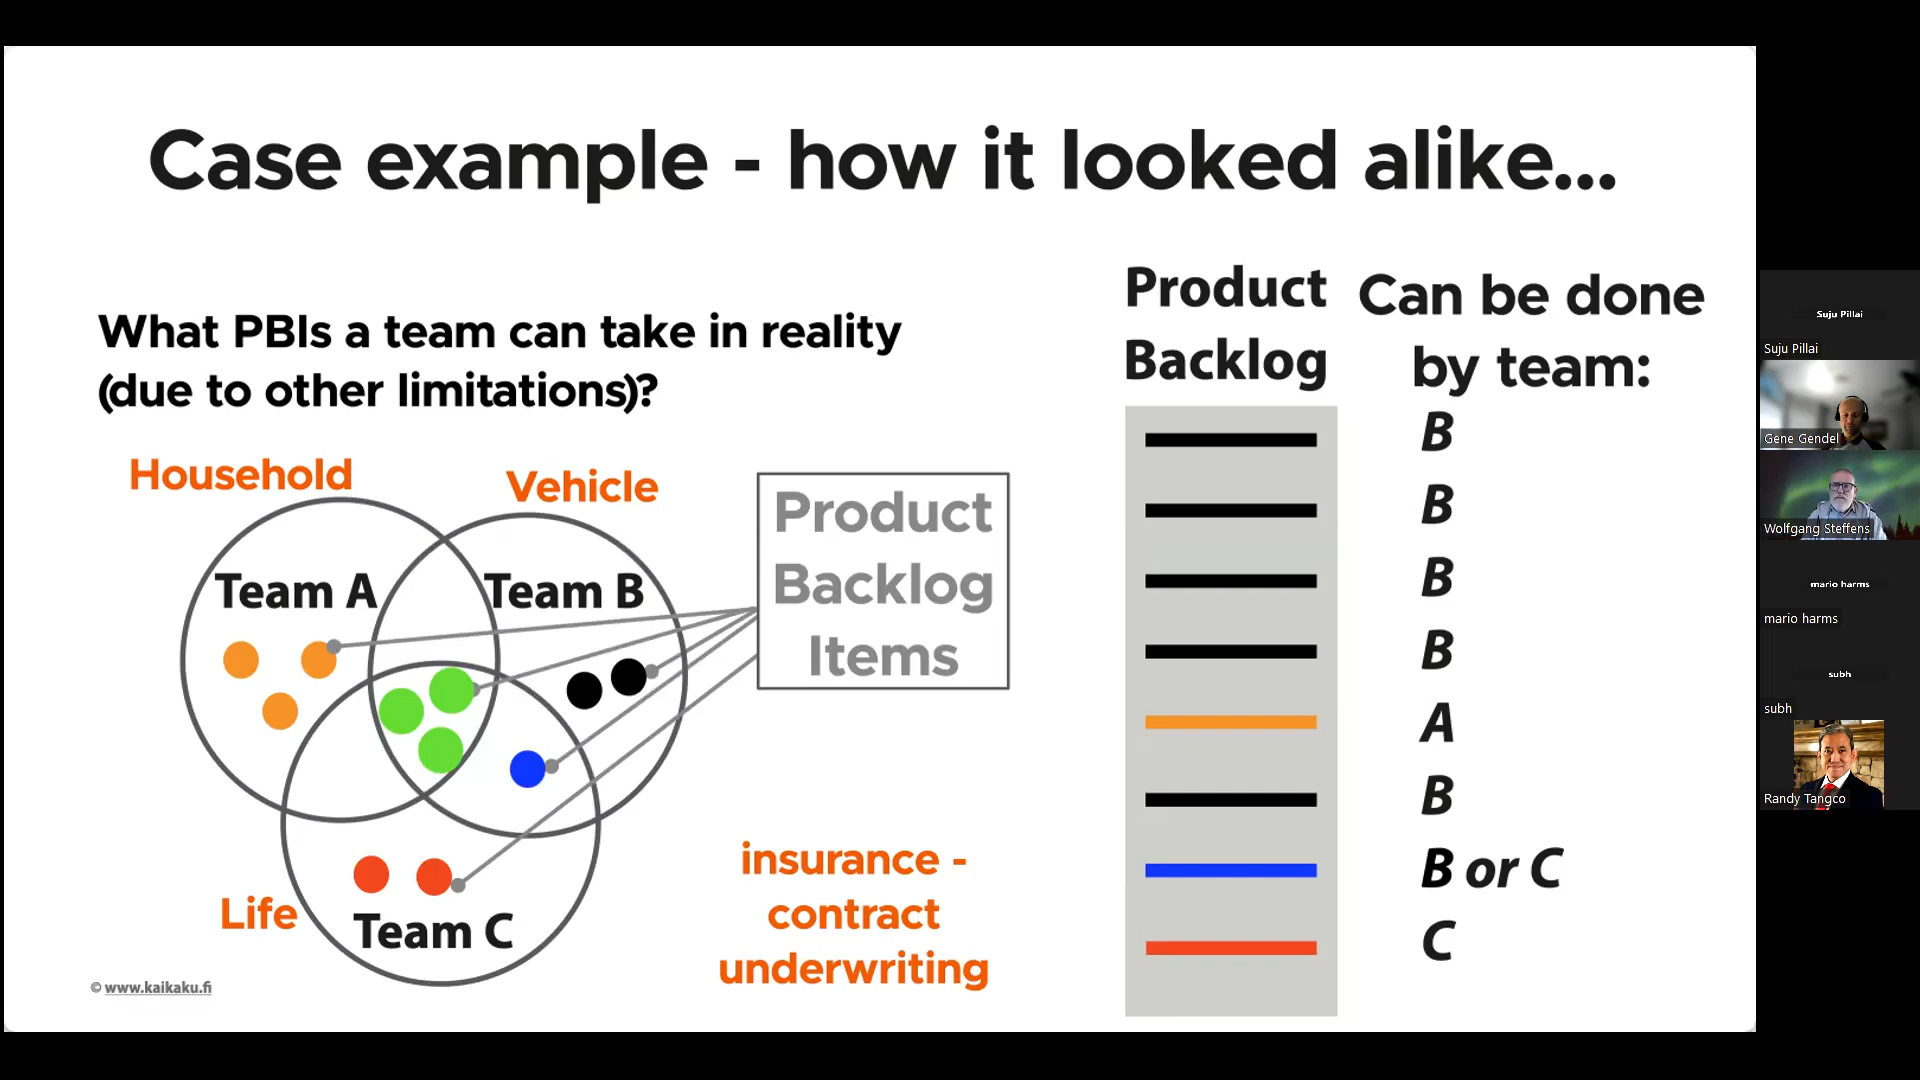 Case example - how it looked alike...
What PBIs a team can take in reality
(due to other limitations)?
Household
Vehicle
Team A
Team B
Life
Team C
Product
Backlog
Items
insurance -
contract
underwriting
© www.kaikaku.fi
Product
Backlog
Can be done
by team:
B
B
B
B
A
B
B or C
C
Suju Pillai
Suju Pillai
Gene Gendel
Wolfgang Steffens
mario harms
mario harms
subh
subh
Randy Tangco